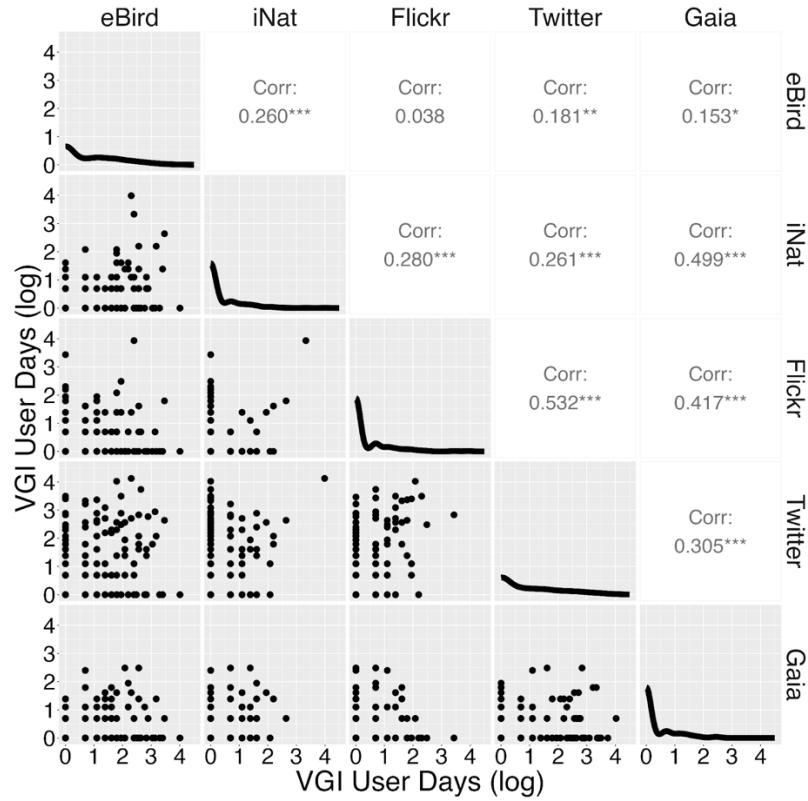 eBird iNat Flickr Twitter Gaia
4
3
2
1
0
Corr:
0.260***
Corr:
0.038
Corr:
0.181**
Corr:
0.153*
eBird
4
3
2
1
0
Corr:
0.280***
Corr:
0.261***
Corr:
0.499***
iNat
VGI User Days (log)
4
3
2
1
0
Corr:
0.532***
Corr:
0.417***
Flickr
4
3
2
1
0
Corr:
0.305***
Twitter
4
3
2
1
0
Gaia
0 1 2 3 4 0 1 2 3 4 0 1 2 3 4 0 1 2 3 4 0 1 2 3 4
VGI User Days (log)